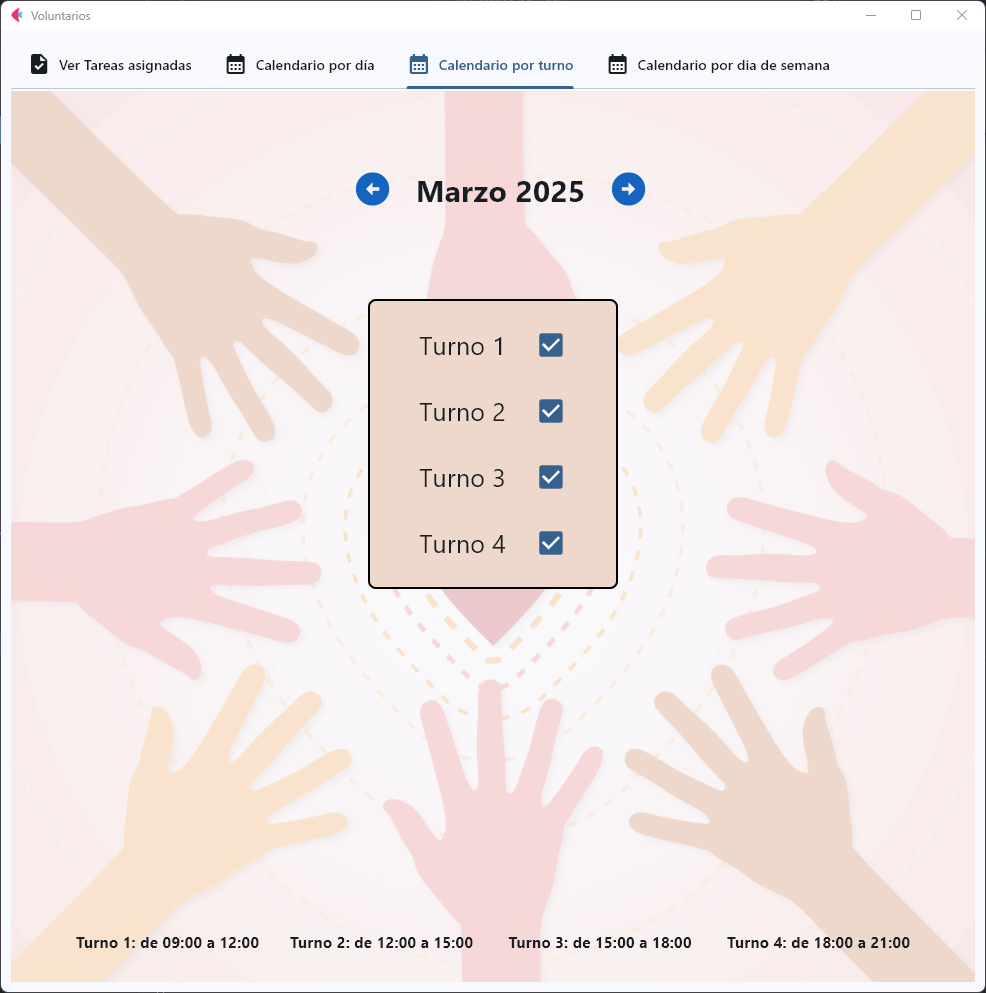 Voluntarios
Ver Tareas asignadas
Calendario por día
Calendario por turno
Calendario por dia de semana
Marzo 2025
Turno 1
Turno 2
Turno 3
Turno 4
Turno 1: de 09:00 a 12:00
Turno 2: de 12:00 a 15:00
Turno 3: de 15:00 a 18:00
Turno 4: de 18:00 a 21:00